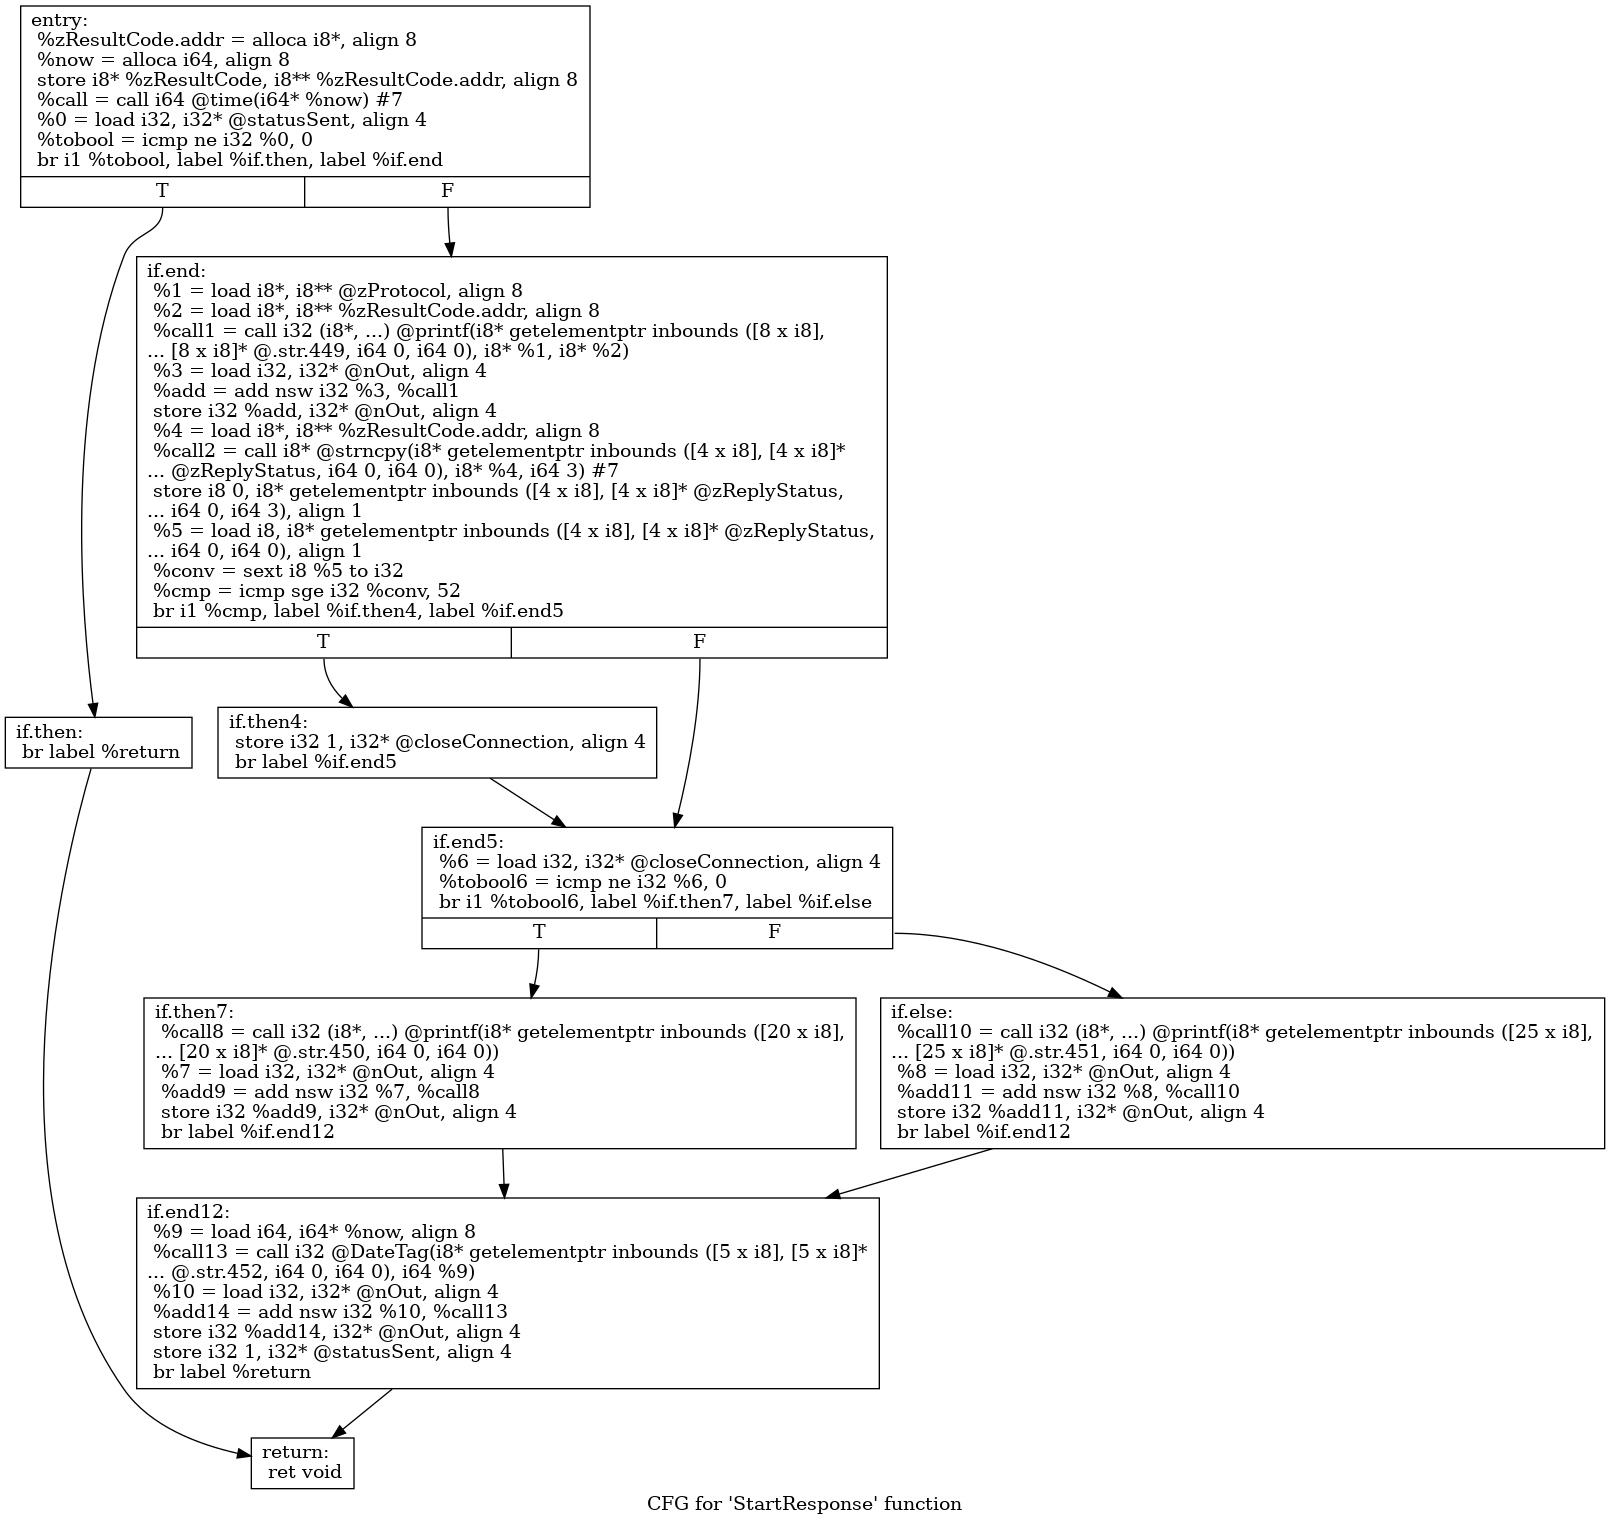 entry:
%zResultCode.addr = alloca i8*, align 8
%now = alloca i64, align 8
store i8* %zResultCode, i8** %zResultCode.addr, align 8
%call = call i64 @time(i64* %now) #7
%0 = load i32, i32* @statusSent, align 4
%tobool = icmp ne i32 %0, 0
br i1 %tobool, label %if.then, label %if.end
T
F
if.end:
%1 = load i8*, i8** @zProtocol, align 8
%2 = load i8*, i8** %zResultCode.addr, align 8
%call1 = call i32 (i8*, ...) @printf(i8* getelementptr inbounds ([8 x i8],
... [8 x i8]* @.str.449, i64 0, i64 0), i8* %1, i8* %2)
%3 = load i32, i32* @nOut, align 4
%add = add nsw i32 %3, %call1
store i32 %add, i32* @nOut, align 4
%4 = load i8*, i8** %zResultCode.addr, align 8
%call2 = call i8* @strncpy(i8* getelementptr inbounds ([4 x i8], [4 x i8]*
... @zReplyStatus, i64 0, i64 0), i8* %4, i64 3) #7
store i8 0, i8* getelementptr inbounds ([4 x i8], [4 x i8]* @zReplyStatus,
... i64 0, i64 3), align 1
%5 = load i8, i8* getelementptr inbounds ([4 x i8], [4 x i8]* @zReplyStatus,
... i64 0, i64 0), align 1
%conv = sext i8 %5 to i32
%cmp = icmp sge i32 %conv, 52
br i1 %cmp, label %if.then4, label %if.end5
T
F
if.then:
br label %return
if.then4:
store i32 1, i32* @closeConnection, align 4
br label %if.end5
if.end5:
%6 = load i32, i32* @closeConnection, align 4
%tobool6 = icmp ne i32 %6, 0
br i1 %tobool6, label %if.then7, label %if.else
T
F
if.then7:
%call8 = call i32 (i8*, ...) @printf(i8* getelementptr inbounds ([20 x i8],
... [20 x i8]* @.str.450, i64 0, i64 0))
%7 = load i32, i32* @nOut, align 4
%add9 = add nsw i32 %7, %call8
store i32 %add9, i32* @nOut, align 4
br label %if.end12
if.else:
%call10 = call i32 (i8*, ...) @printf(i8* getelementptr inbounds ([25 x i8],
... [25 x i8]* @.str.451, i64 0, i64 0))
%8 = load i32, i32* @nOut, align 4
%add11 = add nsw i32 %8, %call10
store i32 %add11, i32* @nOut, align 4
br label %if.end12
if.end12:
%9 = load i64, i64* %now, align 8
%call13 = call i32 @DateTag(i8* getelementptr inbounds ([5 x i8], [5 x i8]*
... @.str.452, i64 0, i64 0), i64 %9)
%10 = load i32, i32* @nOut, align 4
%add14 = add nsw i32 %10, %call13
store i32 %add14, i32* @nOut, align 4
store i32 1, i32* @statusSent, align 4
br label %return
return:
ret void
CFG for 'StartResponse' function